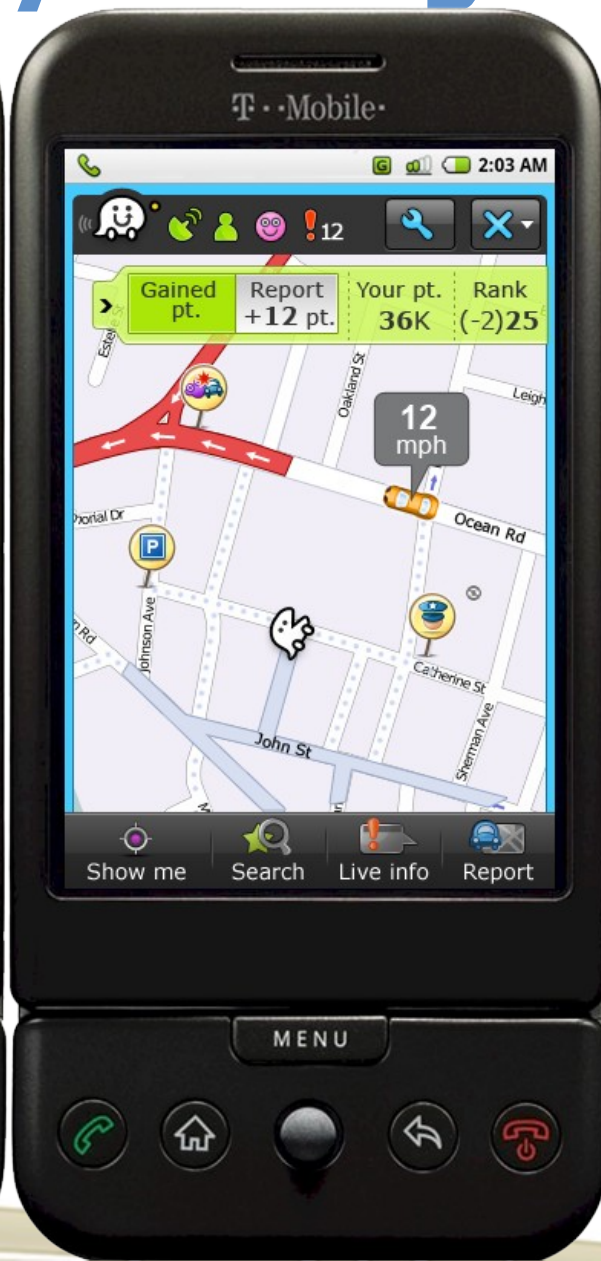 T··Mobile·
G 2:03 AM
12
Gained pt.
Report +12 pt.
Your pt. 36K
Rank (-2)25
Oakland St
Leigh
12
mph
Ocean Rd
P
Johnson Ave
Catherine St
John St
Sherman Ave
Show me Search Live info Report
MENU